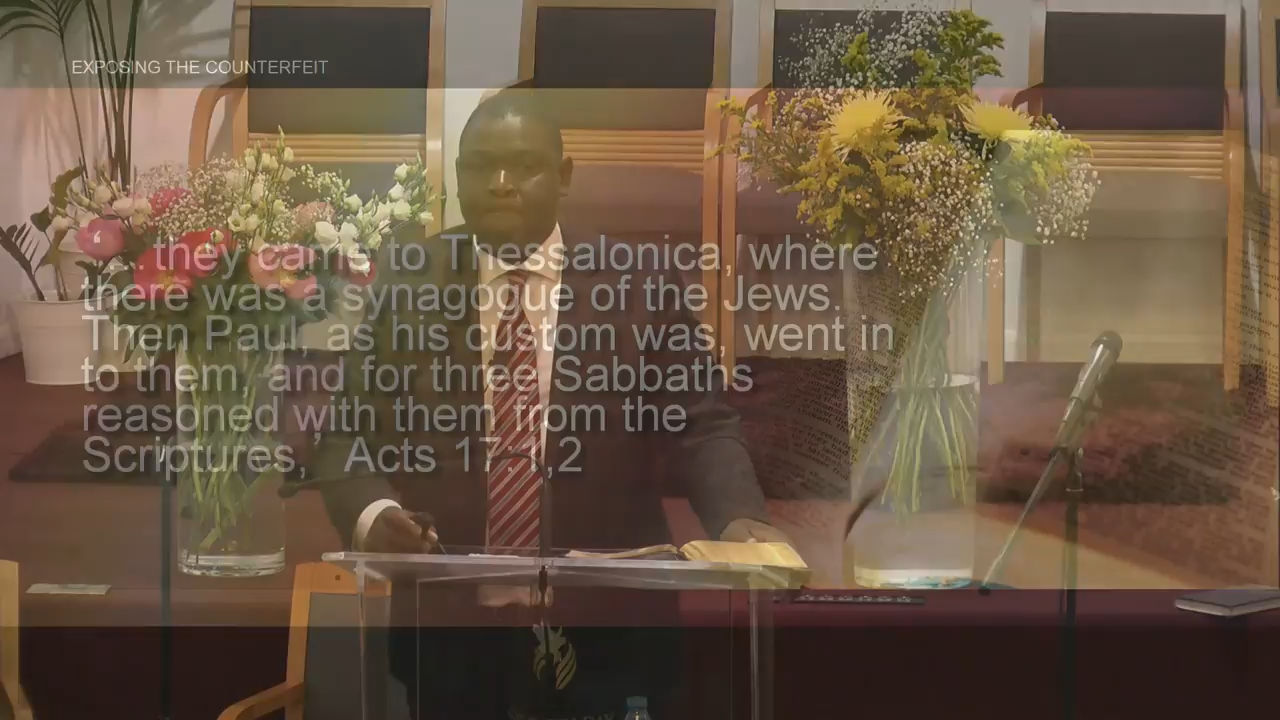 EXPOSING THE COUNTERFEIT
...they came to Thessalonica, where
there was a synagogue of the Jews.
Then Paul, as his custom was, went in
to them, and for three Sabbaths
reasoned with them from the
Scriptures, Acts 17:1,2